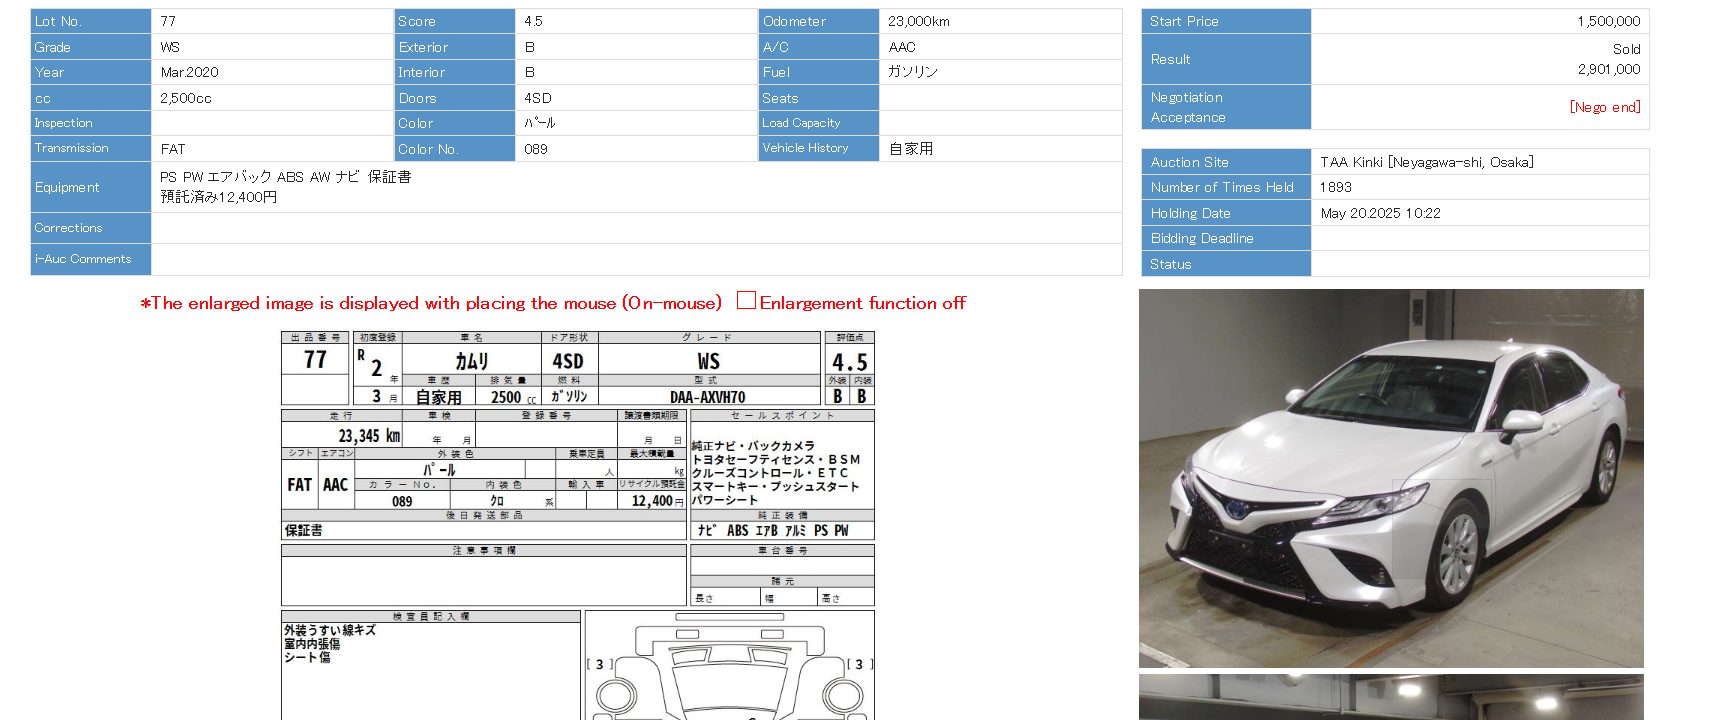 Lot No. 77 Score 4.5 Odometer 23,000km
Grade WS Exterior B A/C AAC
Year Mar.2020 Interior B Fuel ガソリン
cc 2,500cc Doors 4SD Seats
Inspection Color ﾊﾟｰﾙ Load Capacity
Transmission FAT Color No. 089 Vehicle History 自家用
Equipment PS PW エアバック ABS AW ナビ 保証書
預託済み12,400円
Corrections
i-Auc Comments
Start Price 1,500,000
Result Sold
2,901,000
Negotiation Acceptance [Nego end]
Auction Site TAA Kinki [Neyagawa-shi, Osaka]
Number of Times Held 1893
Holding Date May 20.2025 10:22
Bidding Deadline
Status
*The enlarged image is displayed with placing the mouse (On-mouse) Enlargement function off
出品番号 初度登録 車名 ドア形状 グレード 評価点
77 R 2 年 カムリ 4SD WS 4.5
車歴 排気量 燃料 型式 外装 内装
3 月 自家用 2500 cc ｶﾞｿﾘﾝ DAA-AXVH70 B B
走行 車検 登録番号 譲渡書類期限 セールスポイント
23,345 km 年 月 月 日
純正ナビ・バックカメラ
トヨタセーフティセンス・ＢＳＭ
クルーズコントロール・ＥＴＣ
スマートキー・プッシュスタート
パワーシート
シフト エアコン 外装色 乗車定員 最大積載量
FAT AAC ﾊﾟｰﾙ 人 kg
カラーNo. 内装色 輸入車 リサイクル預託金
089 ｸﾛ 系 12,400 円
後日発送部品 純正装備
保証書 ﾅﾋﾞ ABS ｴｱB ｱﾙﾐ PS PW
注意事項欄 車台番号
諸元
長さ 幅 高さ
検査員記入欄
外装うすい線キズ
室内内張傷
シート傷
[ 3 ] [ 3 ]